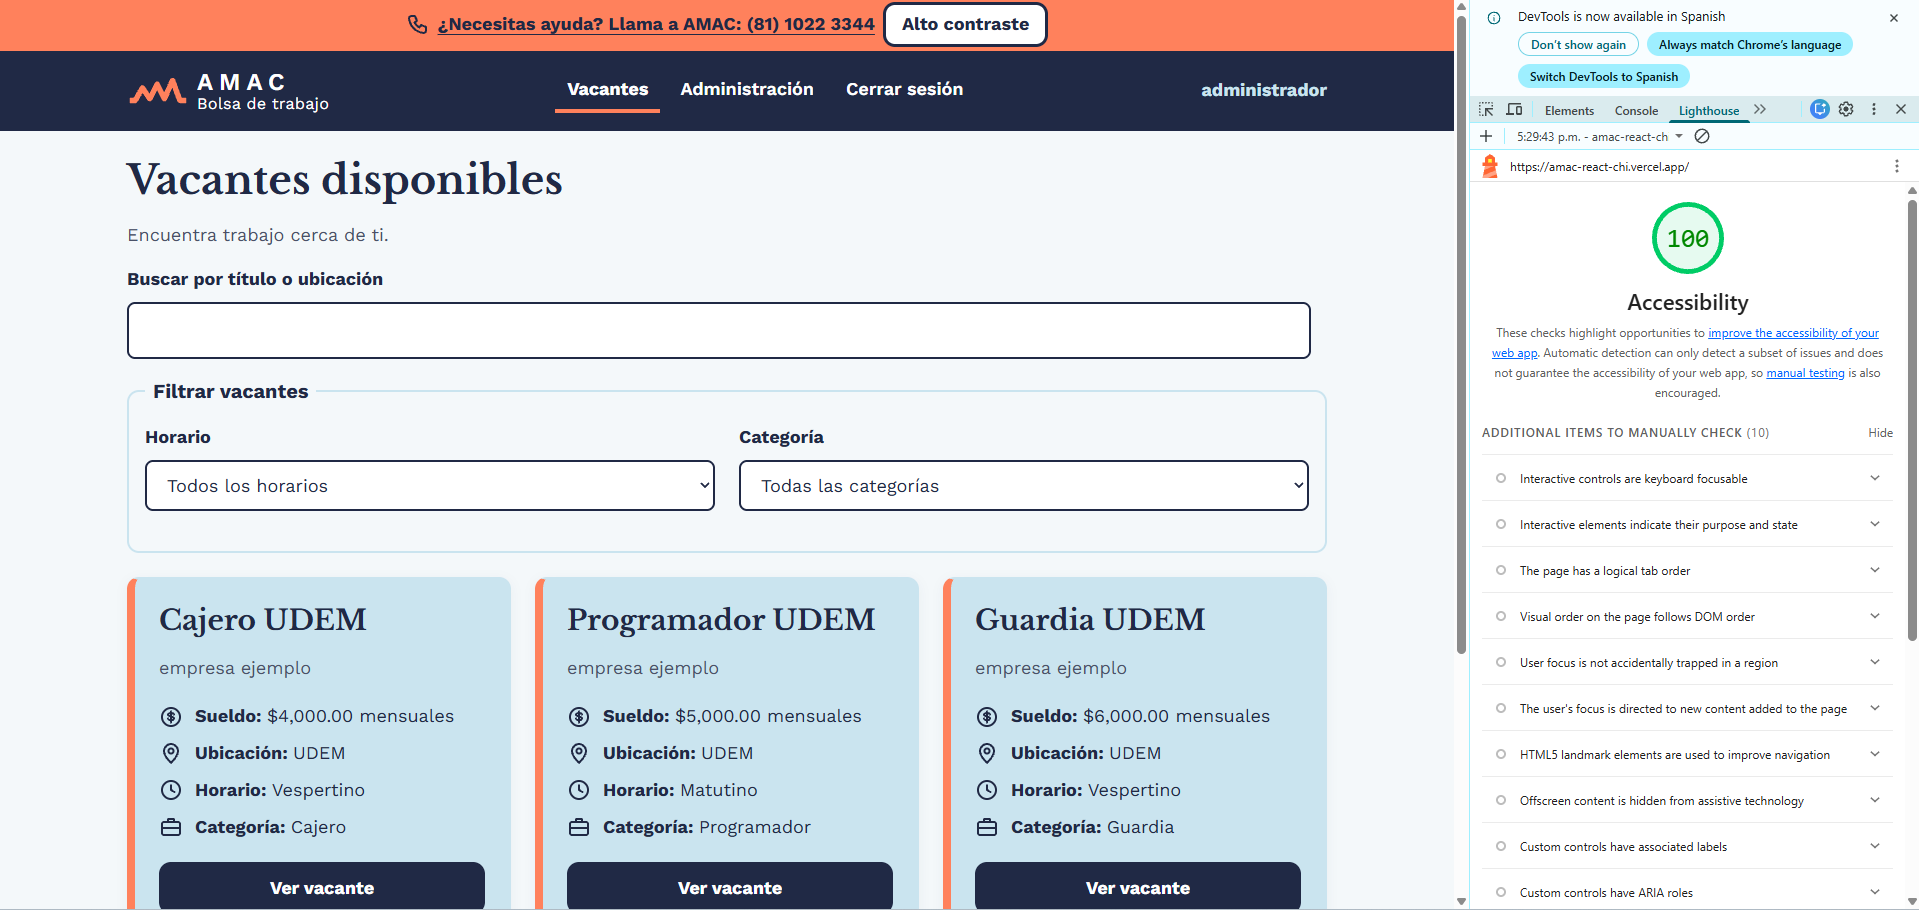 ¿Necesitas ayuda? Llama a AMAC: (81) 1022 3344
Alto contraste
AMAC
Bolsa de trabajo
Vacantes
Administración
Cerrar sesión
administrador
Vacantes disponibles
Encuentra trabajo cerca de ti.
Buscar por título o ubicación
Filtrar vacantes
Horario
Todos los horarios
Categoría
Todas las categorías
Cajero UDEM
empresa ejemplo
Sueldo: $4,000.00 mensuales
Ubicación: UDEM
Horario: Vespertino
Categoría: Cajero
Ver vacante
Programador UDEM
empresa ejemplo
Sueldo: $5,000.00 mensuales
Ubicación: UDEM
Horario: Matutino
Categoría: Programador
Ver vacante
Guardia UDEM
empresa ejemplo
Sueldo: $6,000.00 mensuales
Ubicación: UDEM
Horario: Vespertino
Categoría: Guardia
Ver vacante
DevTools is now available in Spanish
Don't show again
Always match Chrome's language
Switch DevTools to Spanish
Elements
Console
Lighthouse
5:29:43 p.m. - amac-react-ch
https://amac-react-chi.vercel.app/
100
Accessibility
These checks highlight opportunities to improve the accessibility of your
web app. Automatic detection can only detect a subset of issues and does
not guarantee the accessibility of your web app, so manual testing is also
encouraged.
ADDITIONAL ITEMS TO MANUALLY CHECK (10)
Hide
Interactive controls are keyboard focusable
Interactive elements indicate their purpose and state
The page has a logical tab order
Visual order on the page follows DOM order
User focus is not accidentally trapped in a region
The user's focus is directed to new content added to the page
HTML5 landmark elements are used to improve navigation
Offscreen content is hidden from assistive technology
Custom controls have associated labels
Custom controls have ARIA roles